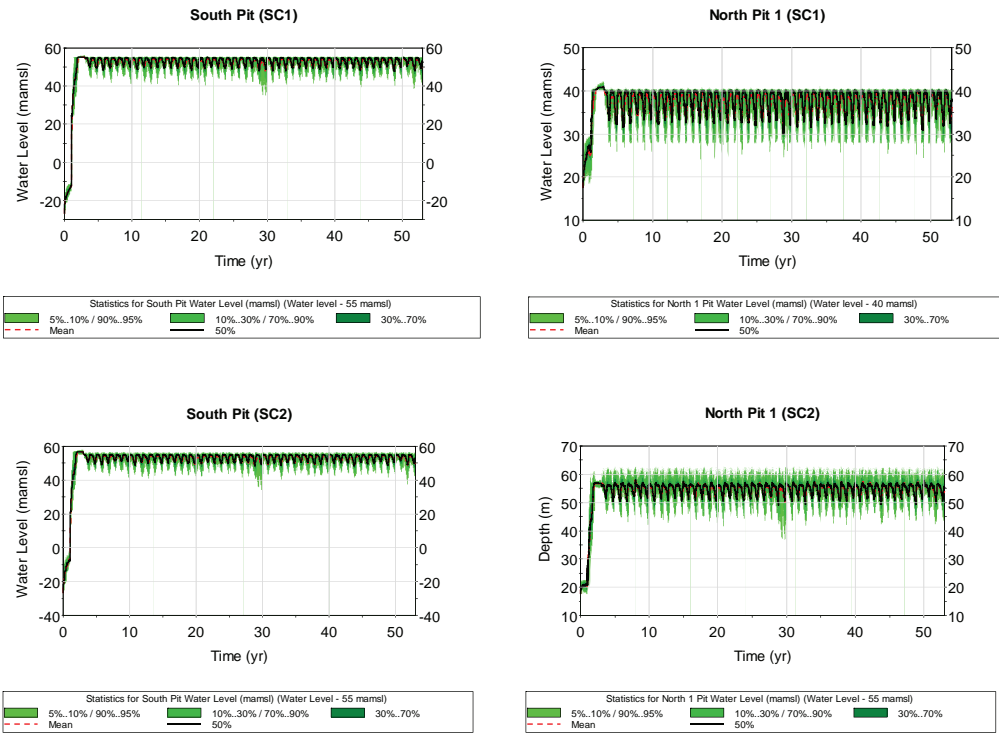 South Pit (SC1)
60
40
20
0
-20
60
40
20
0
-20
Water Level (mamsl)
0 10 20 30 40 50
Time (yr)
Statistics for South Pit Water Level (mamsl) (Water level - 55 mamsl)
5%..10% / 90%..95% 10%..30% / 70%..90% 30%..70%
Mean 50%
North Pit 1 (SC1)
50
40
30
20
10
50
40
30
20
10
Water Level (mamsl)
0 10 20 30 40 50
Time (yr)
Statistics for North 1 Pit Water Level (mamsl) (Water level - 40 mamsl)
5%..10% / 90%..95% 10%..30% / 70%..90% 30%..70%
Mean 50%
South Pit (SC2)
60
40
20
0
-20
-40
60
40
20
0
-20
-40
Water Level (mamsl)
0 10 20 30 40 50
Time (yr)
Statistics for South Pit Water Level (mamsl) (Water Level - 55 mamsl)
5%..10% / 90%..95% 10%..30% / 70%..90% 30%..70%
Mean 50%
North Pit 1 (SC2)
70
60
50
40
30
20
10
70
60
50
40
30
20
10
Depth (m)
0 10 20 30 40 50
Time (yr)
Statistics for North 1 Pit Water Level (mamsl) (Water Level - 55 mamsl)
5%..10% / 90%..95% 10%..30% / 70%..90% 30%..70%
Mean 50%